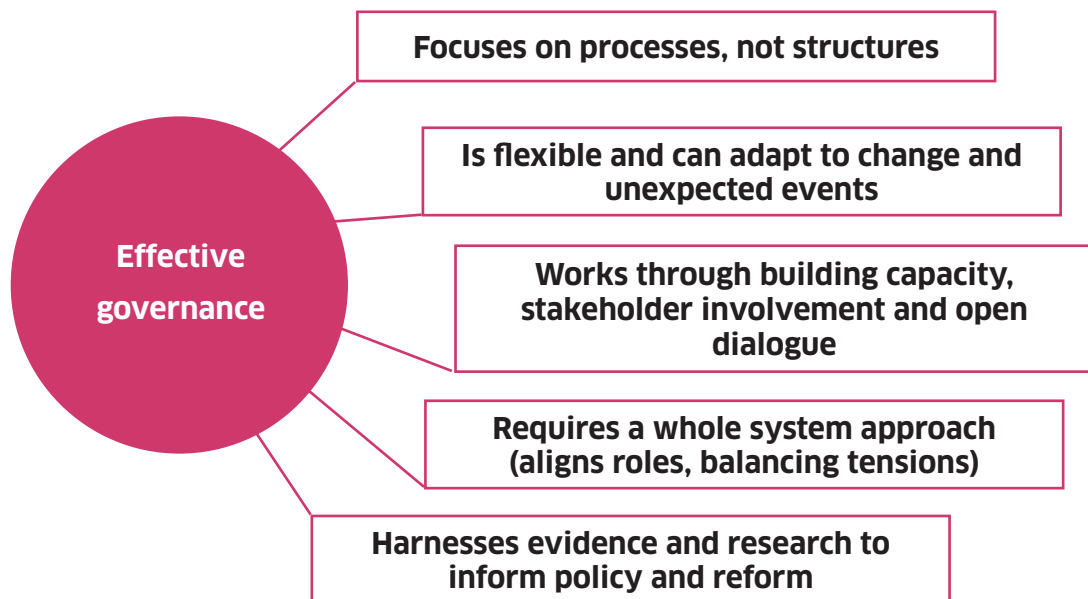 Focuses on processes, not structures
Is flexible and can adapt to change and
unexpected events
Effective
governance
Works through building capacity,
stakeholder involvement and open
dialogue
Requires a whole system approach
(aligns roles, balancing tensions)
Harnesses evidence and research to
inform policy and reform